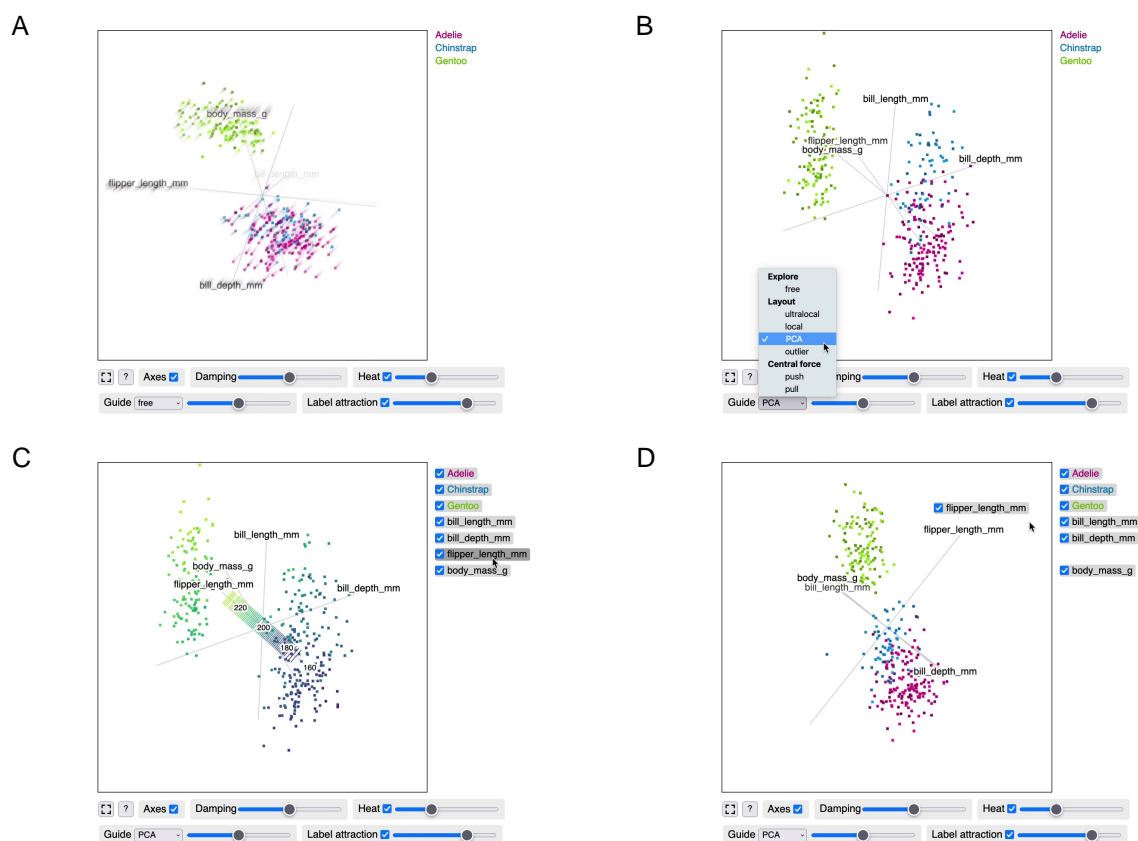 A
Adelie
Chinstrap
Gentoo
body_mass_g
bill_length_mm
flipper_length_mm
bill_depth_mm
? Axes Damping Heat
Guide free Label attraction
B
Adelie
Chinstrap
Gentoo
bill_length_mm
flipper_length_mm
body_mass_g
bill_depth_mm
Explore
free
Layout
ultralocal
local
PCA
outlier
Central force
push
pull
? amping Heat
Guide PCA Label attraction
C
Adelie
Chinstrap
Gentoo
bill_length_mm
bill_depth_mm
flipper_length_mm
body_mass_g
bill_length_mm
body_mass_g
flipper_length_mm
bill_depth_mm
220
200
180
160
? Axes Damping Heat
Guide PCA Label attraction
D
Adelie
Chinstrap
Gentoo
bill_length_mm
bill_depth_mm
body_mass_g
flipper_length_mm
flipper_length_mm
body_mass_g
bill_length_mm
bill_depth_mm
? Axes Damping Heat
Guide PCA Label attraction